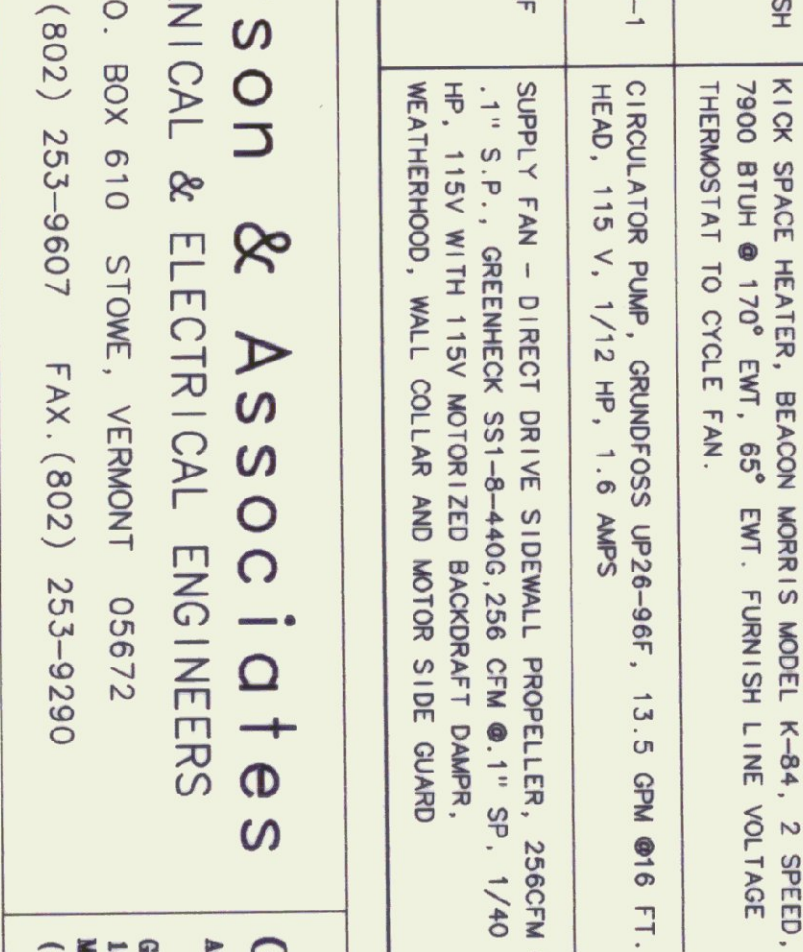 KICK SPACE HEATER, BEACON MORRIS MODEL K-84, 2 SPEED,
7900 BTUH @ 170° EWT, 65° EWT. FURNISH LINE VOLTAGE
THERMOSTAT TO CYCLE FAN.
CIRCULATOR PUMP, GRUNDFOSS UP26-96F, 13.5 GPM @16 FT.
HEAD, 115 V, 1/12 HP, 1.6 AMPS
SUPPLY FAN - DIRECT DRIVE SIDEWALL PROPELLER, 256CFM
.1" S.P., GREENHECK SS1-8-440G,256 CFM @.1" SP, 1/40
HP, 115V WITH 115V MOTORIZED BACKDRAFT DAMPR,
WEATHERHOOD, WALL COLLAR AND MOTOR SIDE GUARD
son & Associates
NICAL & ELECTRICAL ENGINEERS
O. BOX 610 STOWE, VERMONT 05672
(802) 253-9607 FAX.(802) 253-9290